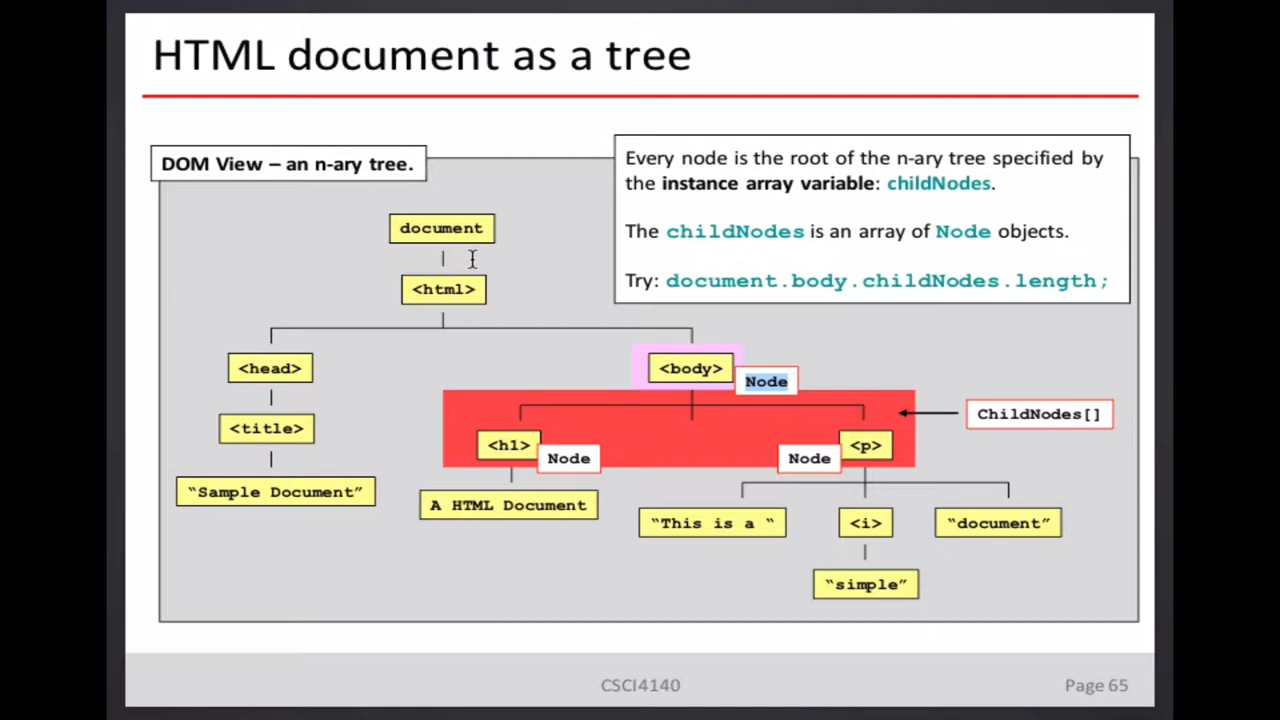 HTML document as a tree
DOM View – an n-ary tree.
Every node is the root of the n-ary tree specified by
the instance array variable: childNodes.
The childNodes is an array of Node objects.
Try: document.body.childNodes.length;
document
<html>
<head>
<body>
Node
<title>
ChildNodes[]
<h1>
Node
Node
<p>
“Sample Document”
A HTML Document
“This is a “
<i>
“document”
“simple”
CSCI4140
Page 65